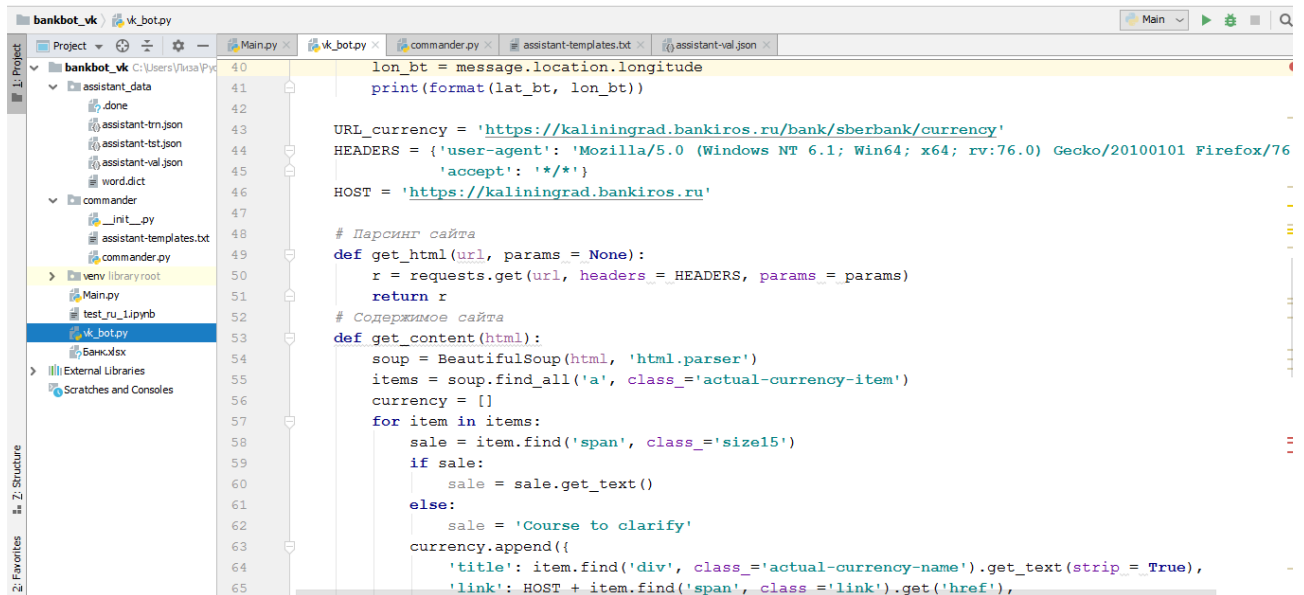 bankbot_vk vk_bot.py Main
Project Main.py vk_bot.py commander.py assistant-templates.txt assistant-val.json
1: Project
bankbot_vk C:\Users\Лиза\Pyc
assistant_data
.done
assistant-trn.json
assistant-tst.json
assistant-val.json
word.dict
commander
__init__.py
assistant-templates.txt
commander.py
venv library root
Main.py
test_ru_1.ipynb
vk_bot.py
Банк.xlsx
External Libraries
Scratches and Consoles
Z: Structure
2: Favorites
40 lon_bt = message.location.longitude
41 print(format(lat_bt, lon_bt))
42
43 URL_currency = 'https://kaliningrad.bankiros.ru/bank/sberbank/currency'
44 HEADERS = {'user-agent': 'Mozilla/5.0 (Windows NT 6.1; Win64; x64; rv:76.0) Gecko/20100101 Firefox/76
45 'accept': '*/*'}
46 HOST = 'https://kaliningrad.bankiros.ru'
47
48 # Парсинг сайта
49 def get_html(url, params = None):
50 r = requests.get(url, headers = HEADERS, params = params)
51 return r
52 # Содержимое сайта
53 def get_content(html):
54 soup = BeautifulSoup(html, 'html.parser')
55 items = soup.find_all('a', class_='actual-currency-item')
56 currency = []
57 for item in items:
58 sale = item.find('span', class_='size15')
59 if sale:
60 sale = sale.get_text()
61 else:
62 sale = 'Course to clarify'
63 currency.append({
64 'title': item.find('div', class_='actual-currency-name').get_text(strip = True),
65 'link': HOST + item.find('span', class_='link').get('href'),